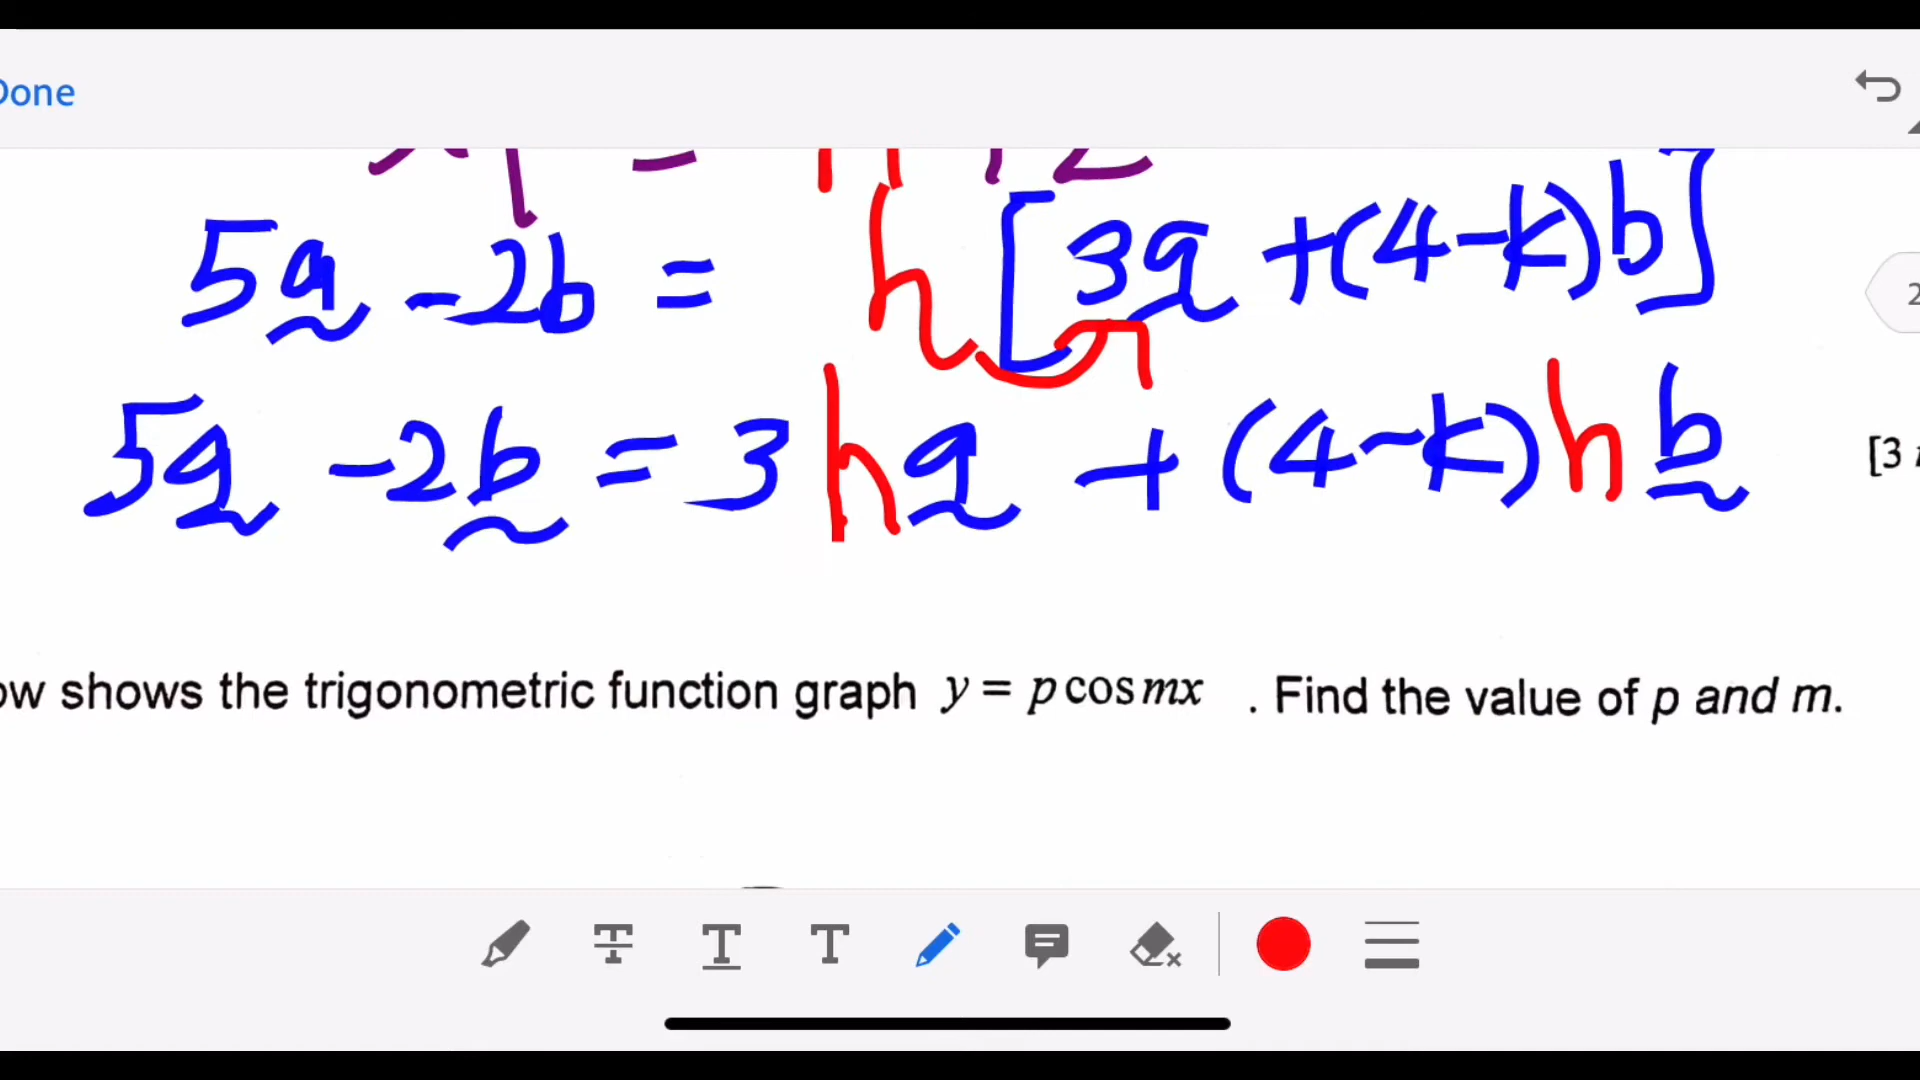 Done
5a - 2b = h [3a + (4-k)b]
5a - 2b = 3ha + (4-k)hb
[3
ow shows the trigonometric function graph y = p cos mx . Find the value of p and m.
T T T